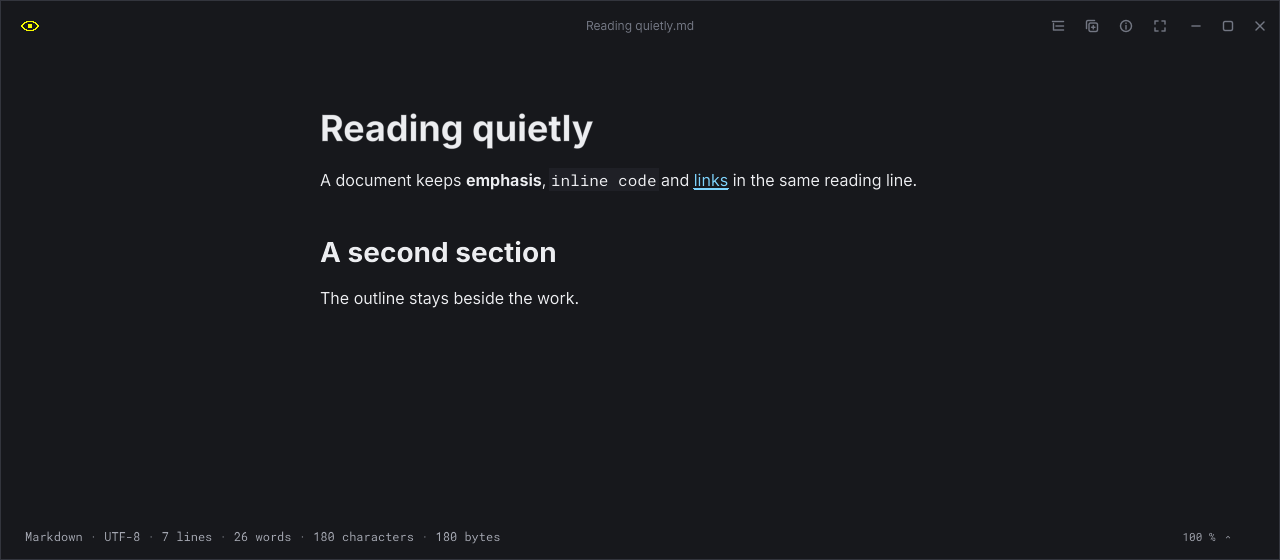 Reading quietly.md
Reading quietly
A document keeps emphasis, inline code and links in the same reading line.
A second section
The outline stays beside the work.
Markdown · UTF-8 · 7 lines · 26 words · 180 characters · 180 bytes
100 %